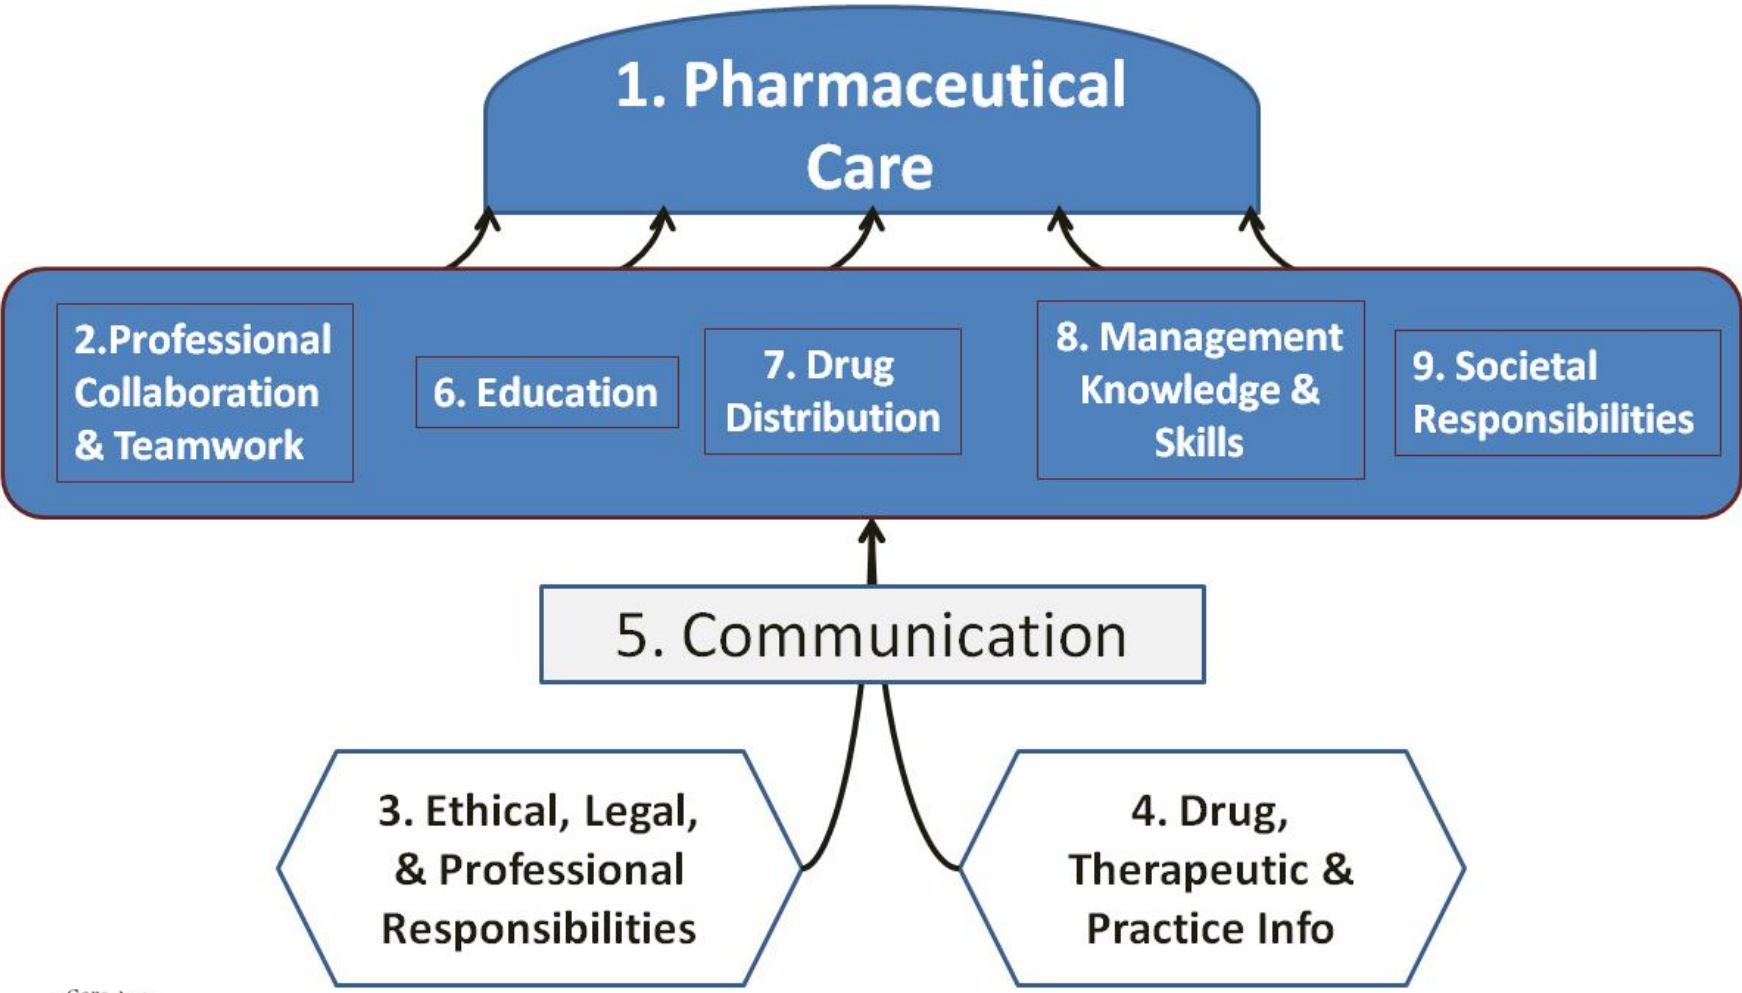 1. Pharmaceutical
Care
2.Professional
Collaboration
& Teamwork
6. Education
7. Drug
Distribution
8. Management
Knowledge &
Skills
9. Societal
Responsibilities
5. Communication
3. Ethical, Legal,
& Professional
Responsibilities
4. Drug,
Therapeutic &
Practice Info